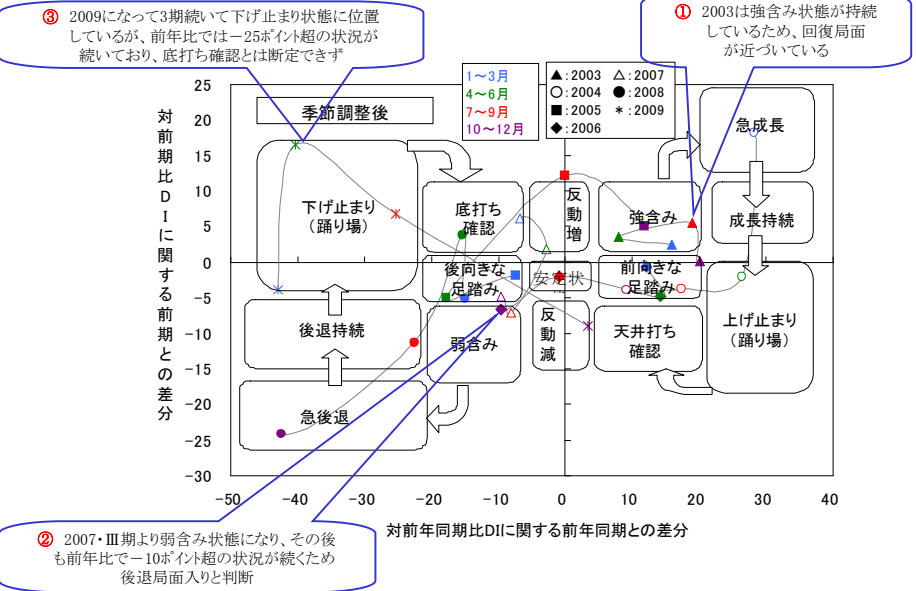 ③ 2009になって3期続いて下げ止まり状態に位置
しているが、前年比では－25ポイント超の状況が
続いており、底打ち確認とは断定できず
① 2003は強含み状態が持続
しているため、回復局面
が近づいている
1～3月
4～6月
7～9月
10～12月
▲：2003 △：2007
○：2004 ●：2008
■：2005 ＊：2009
◆：2006
季節調整後
対前期比DIに関する前期との差分
25
20
15
10
5
0
-5
-10
-15
-20
-25
-30
急成長
下げ止まり
(踊り場)
底打ち
確認
反動増
強含み
成長持続
後向きな
足踏み
安定状
前向きな
足踏み
後退持続
弱含み
反動減
天井打ち
確認
上げ止まり
(踊り場)
急後退
-50 -40 -30 -20 -10 0 10 20 30 40
対前年同期比DIに関する前年同期との差分
② 2007・Ⅲ期より弱含み状態になり、その後
も前年比で－10ポイント超の状況が続くため
後退局面入りと判断